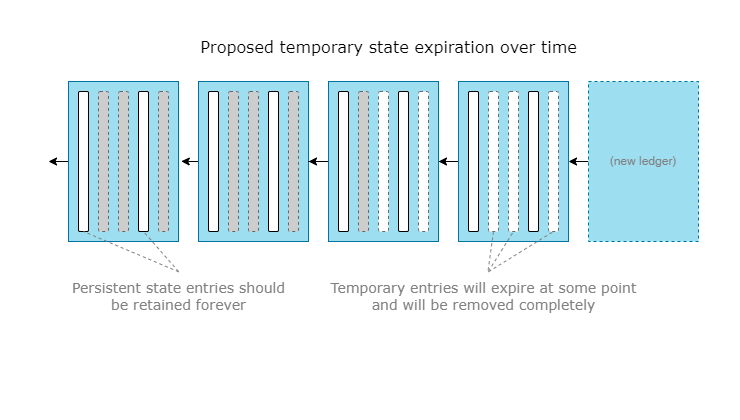 Proposed temporary state expiration over time
(new ledger)
Persistent state entries should
be retained forever
Temporary entries will expire at some point
and will be removed completely